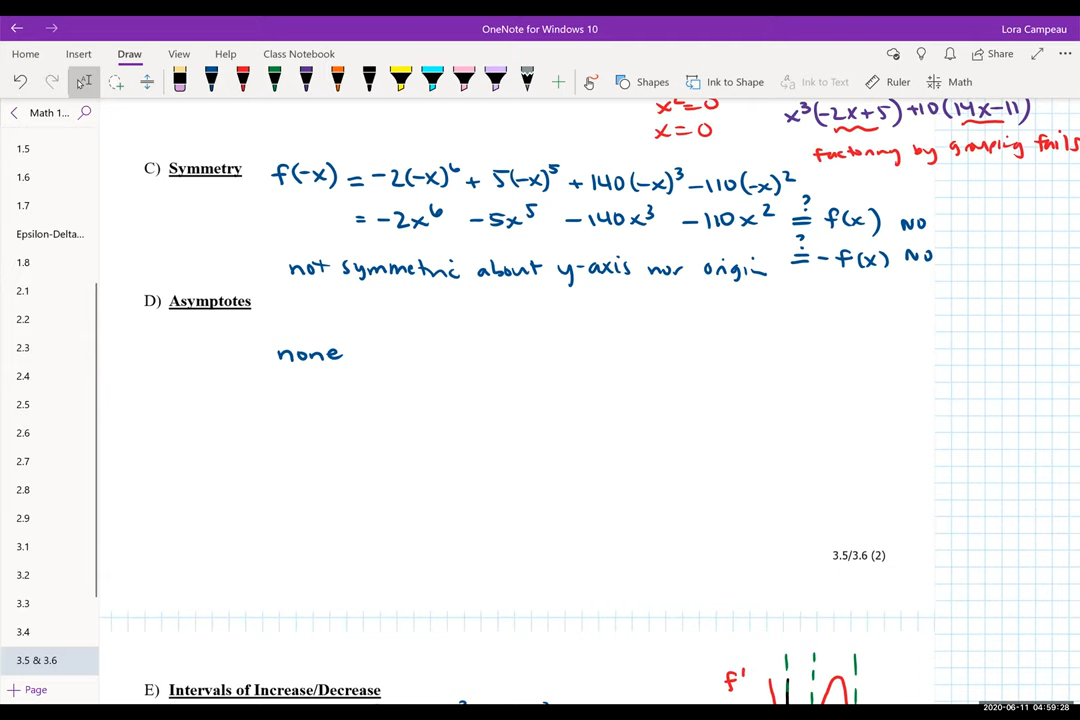 OneNote for Windows 10
Lora Campeau
Home Insert Draw View Help Class Notebook
Share
Shapes Ink to Shape Ink to Text Ruler Math
Math 1...
1.5
1.6
1.7
Epsilon-Delta...
1.8
2.1
2.2
2.3
2.4
2.5
2.6
2.7
2.8
2.9
3.1
3.2
3.3
3.4
3.5 & 3.6
+ Page
x²=0
x=0
x³(-2x+5)+10(14x-11)
factoring by grouping fails
C) Symmetry f(-x) = -2(-x)⁶ + 5(-x)⁵ + 140(-x)³ - 110(-x)²
= -2x⁶ - 5x⁵ - 140x³ - 110x² ≟ f(x) NO
≟ -f(x) NO
not symmetric about y-axis nor origin
D) Asymptotes
none
3.5/3.6 (2)
f'
E) Intervals of Increase/Decrease
2020-06-11 04:59:28